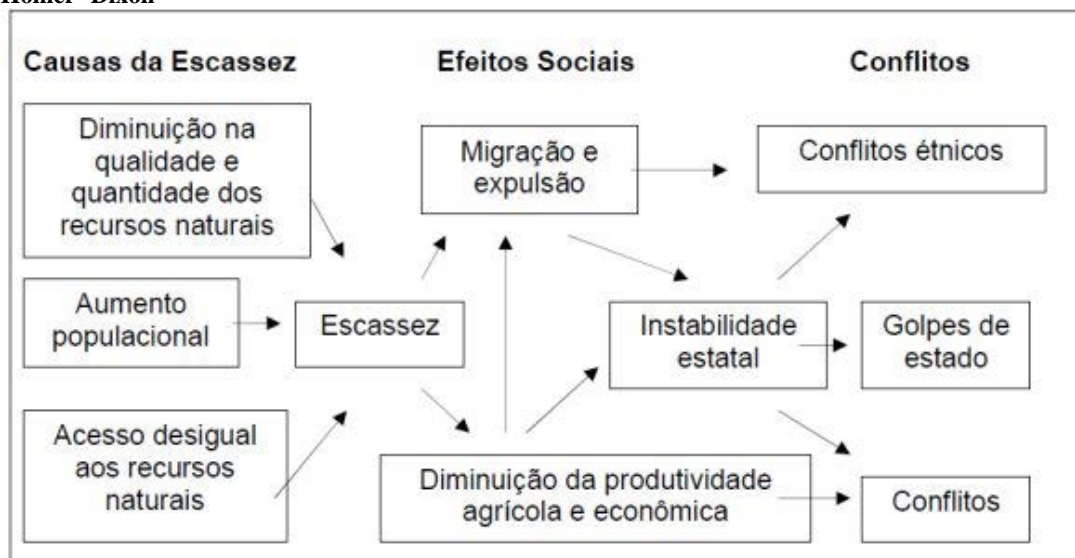 Homer-Dixon
Causas da Escassez
Efeitos Sociais
Conflitos
Diminuição na
qualidade e
quantidade dos
recursos naturais
Aumento
populacional
Acesso desigual
aos recursos
naturais
Escassez
Migração e
expulsão
Instabilidade
estatal
Diminuição da produtividade
agrícola e econômica
Conflitos étnicos
Golpes de
estado
Conflitos